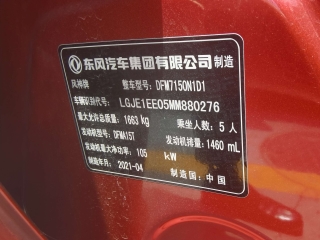 东风汽车集团有限公司 制造
风神牌 整车型号: DFM7150N1D1
车辆识别代号: LGJE1EE05MM880276
最大允许总质量: 1663 kg 乘坐人数: 5 人
发动机型号: DFMA15T 发动机排量: 1460 mL
发动机最大净功率: 105 kW
制造年月: 2021-04 制造国: 中国